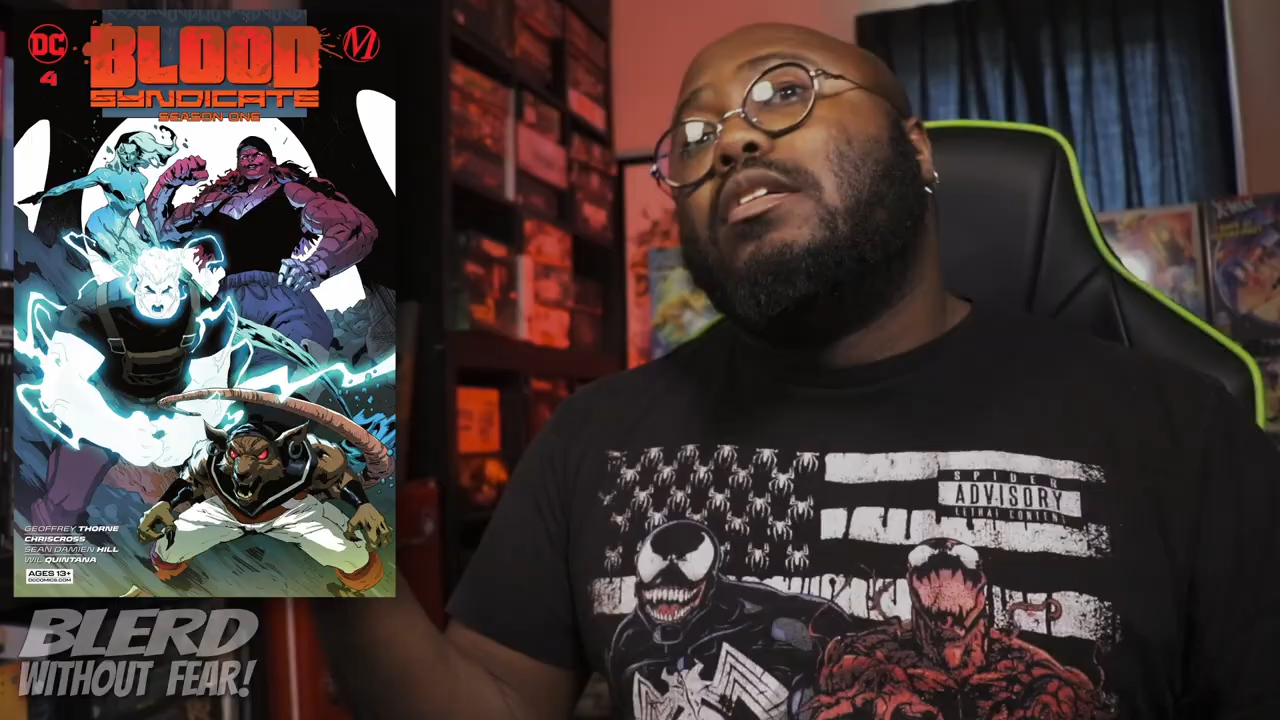 DC
M
4
BLOOD
SYNDICATE
SEASON ONE
GEOFFREY THORNE
CHRISCROSS
SEAN DAMIEN HILL
WIL QUINTANA
AGES 13+
DCCOMICS.COM
BLERD
WITHOUT FEAR!
SPIDER
ADVISORY
LETHAL CONTENT
X-MEN